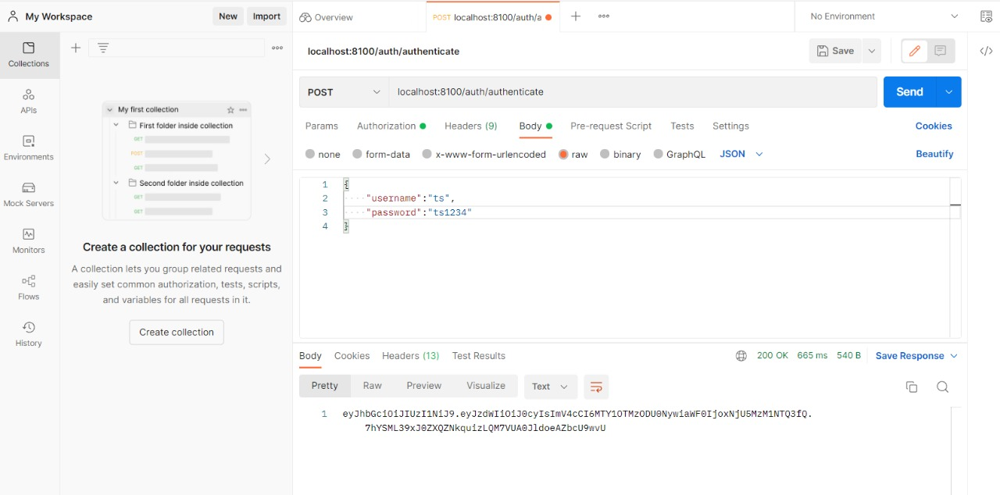 My Workspace
New
Import
Overview
POST localhost:8100/auth/a
No Environment
Collections
APIs
Environments
Mock Servers
Monitors
Flows
History
My first collection
First folder inside collection
GET
POST
GET
Second folder inside collection
GET
GET
Create a collection for your requests
A collection lets you group related requests and
easily set common authorization, tests, scripts,
and variables for all requests in it.
Create collection
localhost:8100/auth/authenticate
Save
POST
localhost:8100/auth/authenticate
Send
Params
Authorization
Headers (9)
Body
Pre-request Script
Tests
Settings
Cookies
none
form-data
x-www-form-urlencoded
raw
binary
GraphQL
JSON
Beautify
1 {
2 "username":"ts",
3 "password":"ts1234"
4 }
Body
Cookies
Headers (13)
Test Results
200 OK
665 ms
540 B
Save Response
Pretty
Raw
Preview
Visualize
Text
1 eyJhbGciOiJIUzI1NiJ9.eyJzdWIiOiJ0cyIsImV4cCI6MTY1OTMzODU0NywiaWF0IjoxNjU5MzM1NTQ3fQ.
7hYSML39xJ0ZXQZNkquizLQM7VUA0JldoeAZbcU9wvU